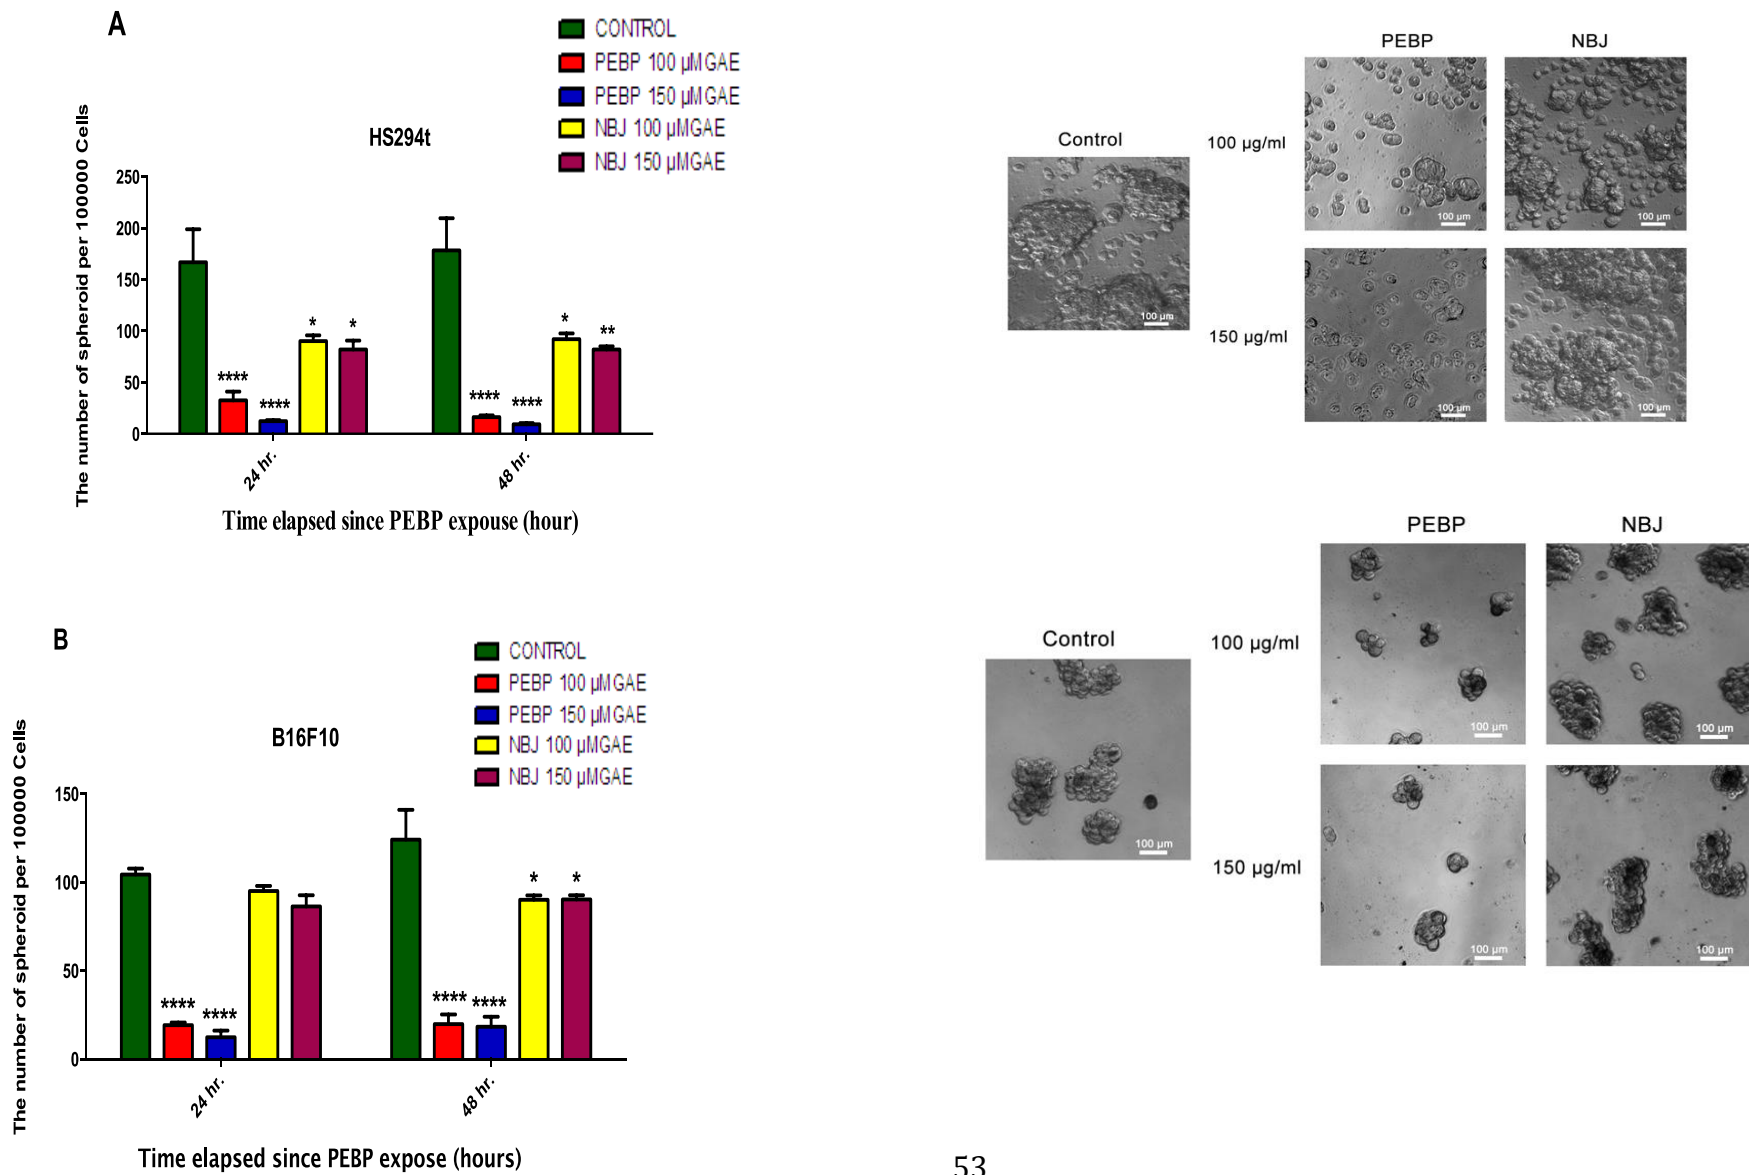 A
CONTROL
PEBP 100 µMGAE
PEBP 150 µMGAE
NBJ 100 µMGAE
NBJ 150 µMGAE
HS294t
The number of spheroid per 100000 Cells
250
200
150
100
50
0
* *
**** ****
* **
**** ****
24 hr. 48 hr.
Time elapsed since PEBP expouse (hour)
PEBP NBJ
Control
100 µg/ml
150 µg/ml
100 µm
100 µm
100 µm
100 µm
100 µm
B
CONTROL
PEBP 100 µMGAE
PEBP 150 µMGAE
NBJ 100 µMGAE
NBJ 150 µMGAE
B16F10
The number of spheroid per 100000 Cells
150
100
50
0
**** ****
**** **** * *
24 hr. 48 hr.
Time elapsed since PEBP expose (hours)
PEBP NBJ
Control
100 µg/ml
150 µg/ml
100 µm
100 µm
100 µm
100 µm
100 µm
53